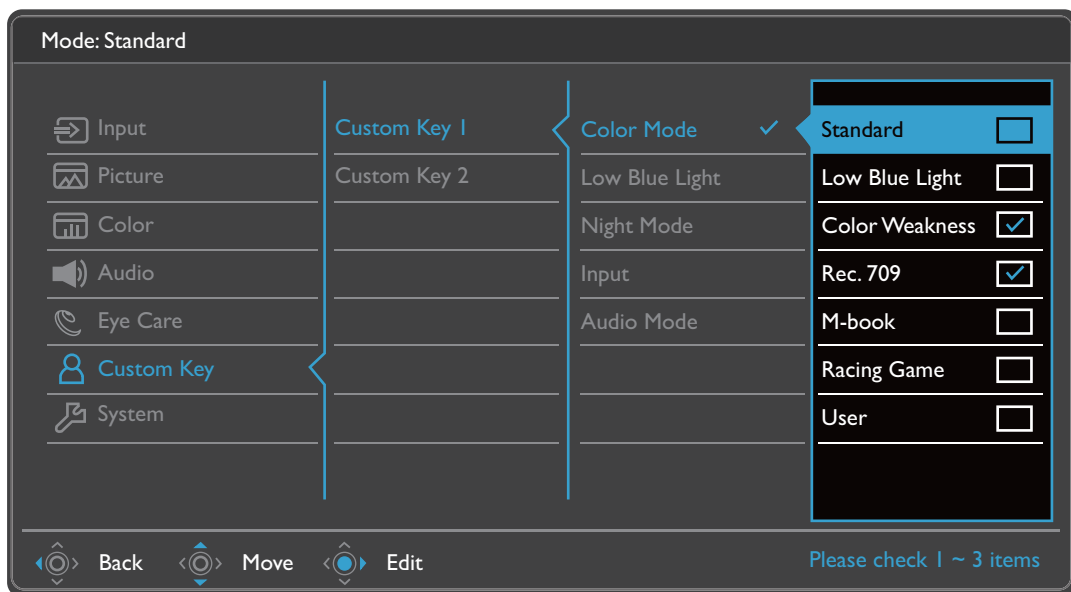 Mode: Standard
Input
Picture
Color
Audio
Eye Care
Custom Key
System
Custom Key 1
Custom Key 2
Color Mode
Low Blue Light
Night Mode
Input
Audio Mode
Standard
Low Blue Light
Color Weakness
Rec. 709
M-book
Racing Game
User
Back Move Edit Please check 1 ~ 3 items